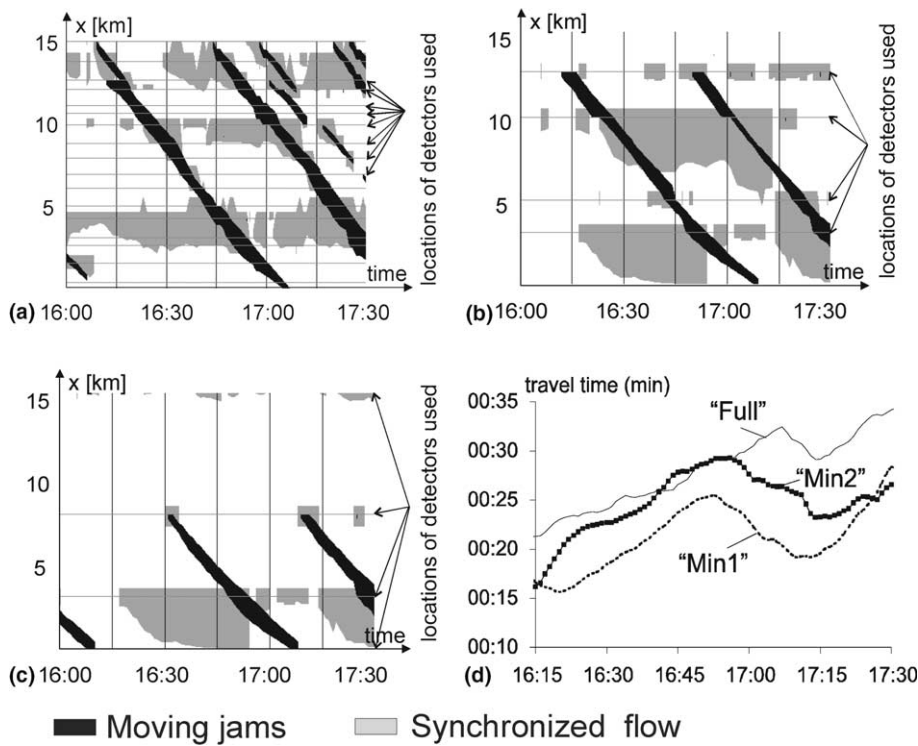 x [km]
15
10
5
time
16:00 16:30 17:00 17:30
(a)
locations of detectors used
x [km]
15
10
5
time
16:00 16:30 17:00 17:30
(b)
locations of detectors used
x [km]
15
10
5
time
16:00 16:30 17:00 17:30
(c)
locations of detectors used
travel time (min)
00:35
00:25
00:20
00:15
00:10
“Full”
“Min2”
“Min1”
16:15 16:30 16:45 17:00 17:15 17:30
(d)
Moving jams
Synchronized flow